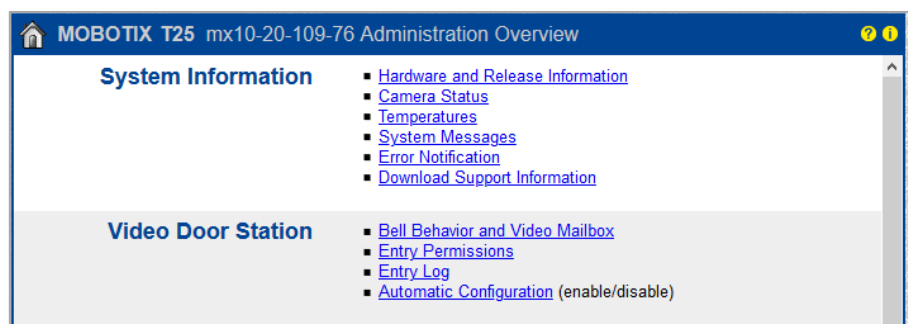 MOBOTIX T25 mx10-20-109-76 Administration Overview ? i
System Information
Hardware and Release Information
Camera Status
Temperatures
System Messages
Error Notification
Download Support Information
Video Door Station
Bell Behavior and Video Mailbox
Entry Permissions
Entry Log
Automatic Configuration (enable/disable)